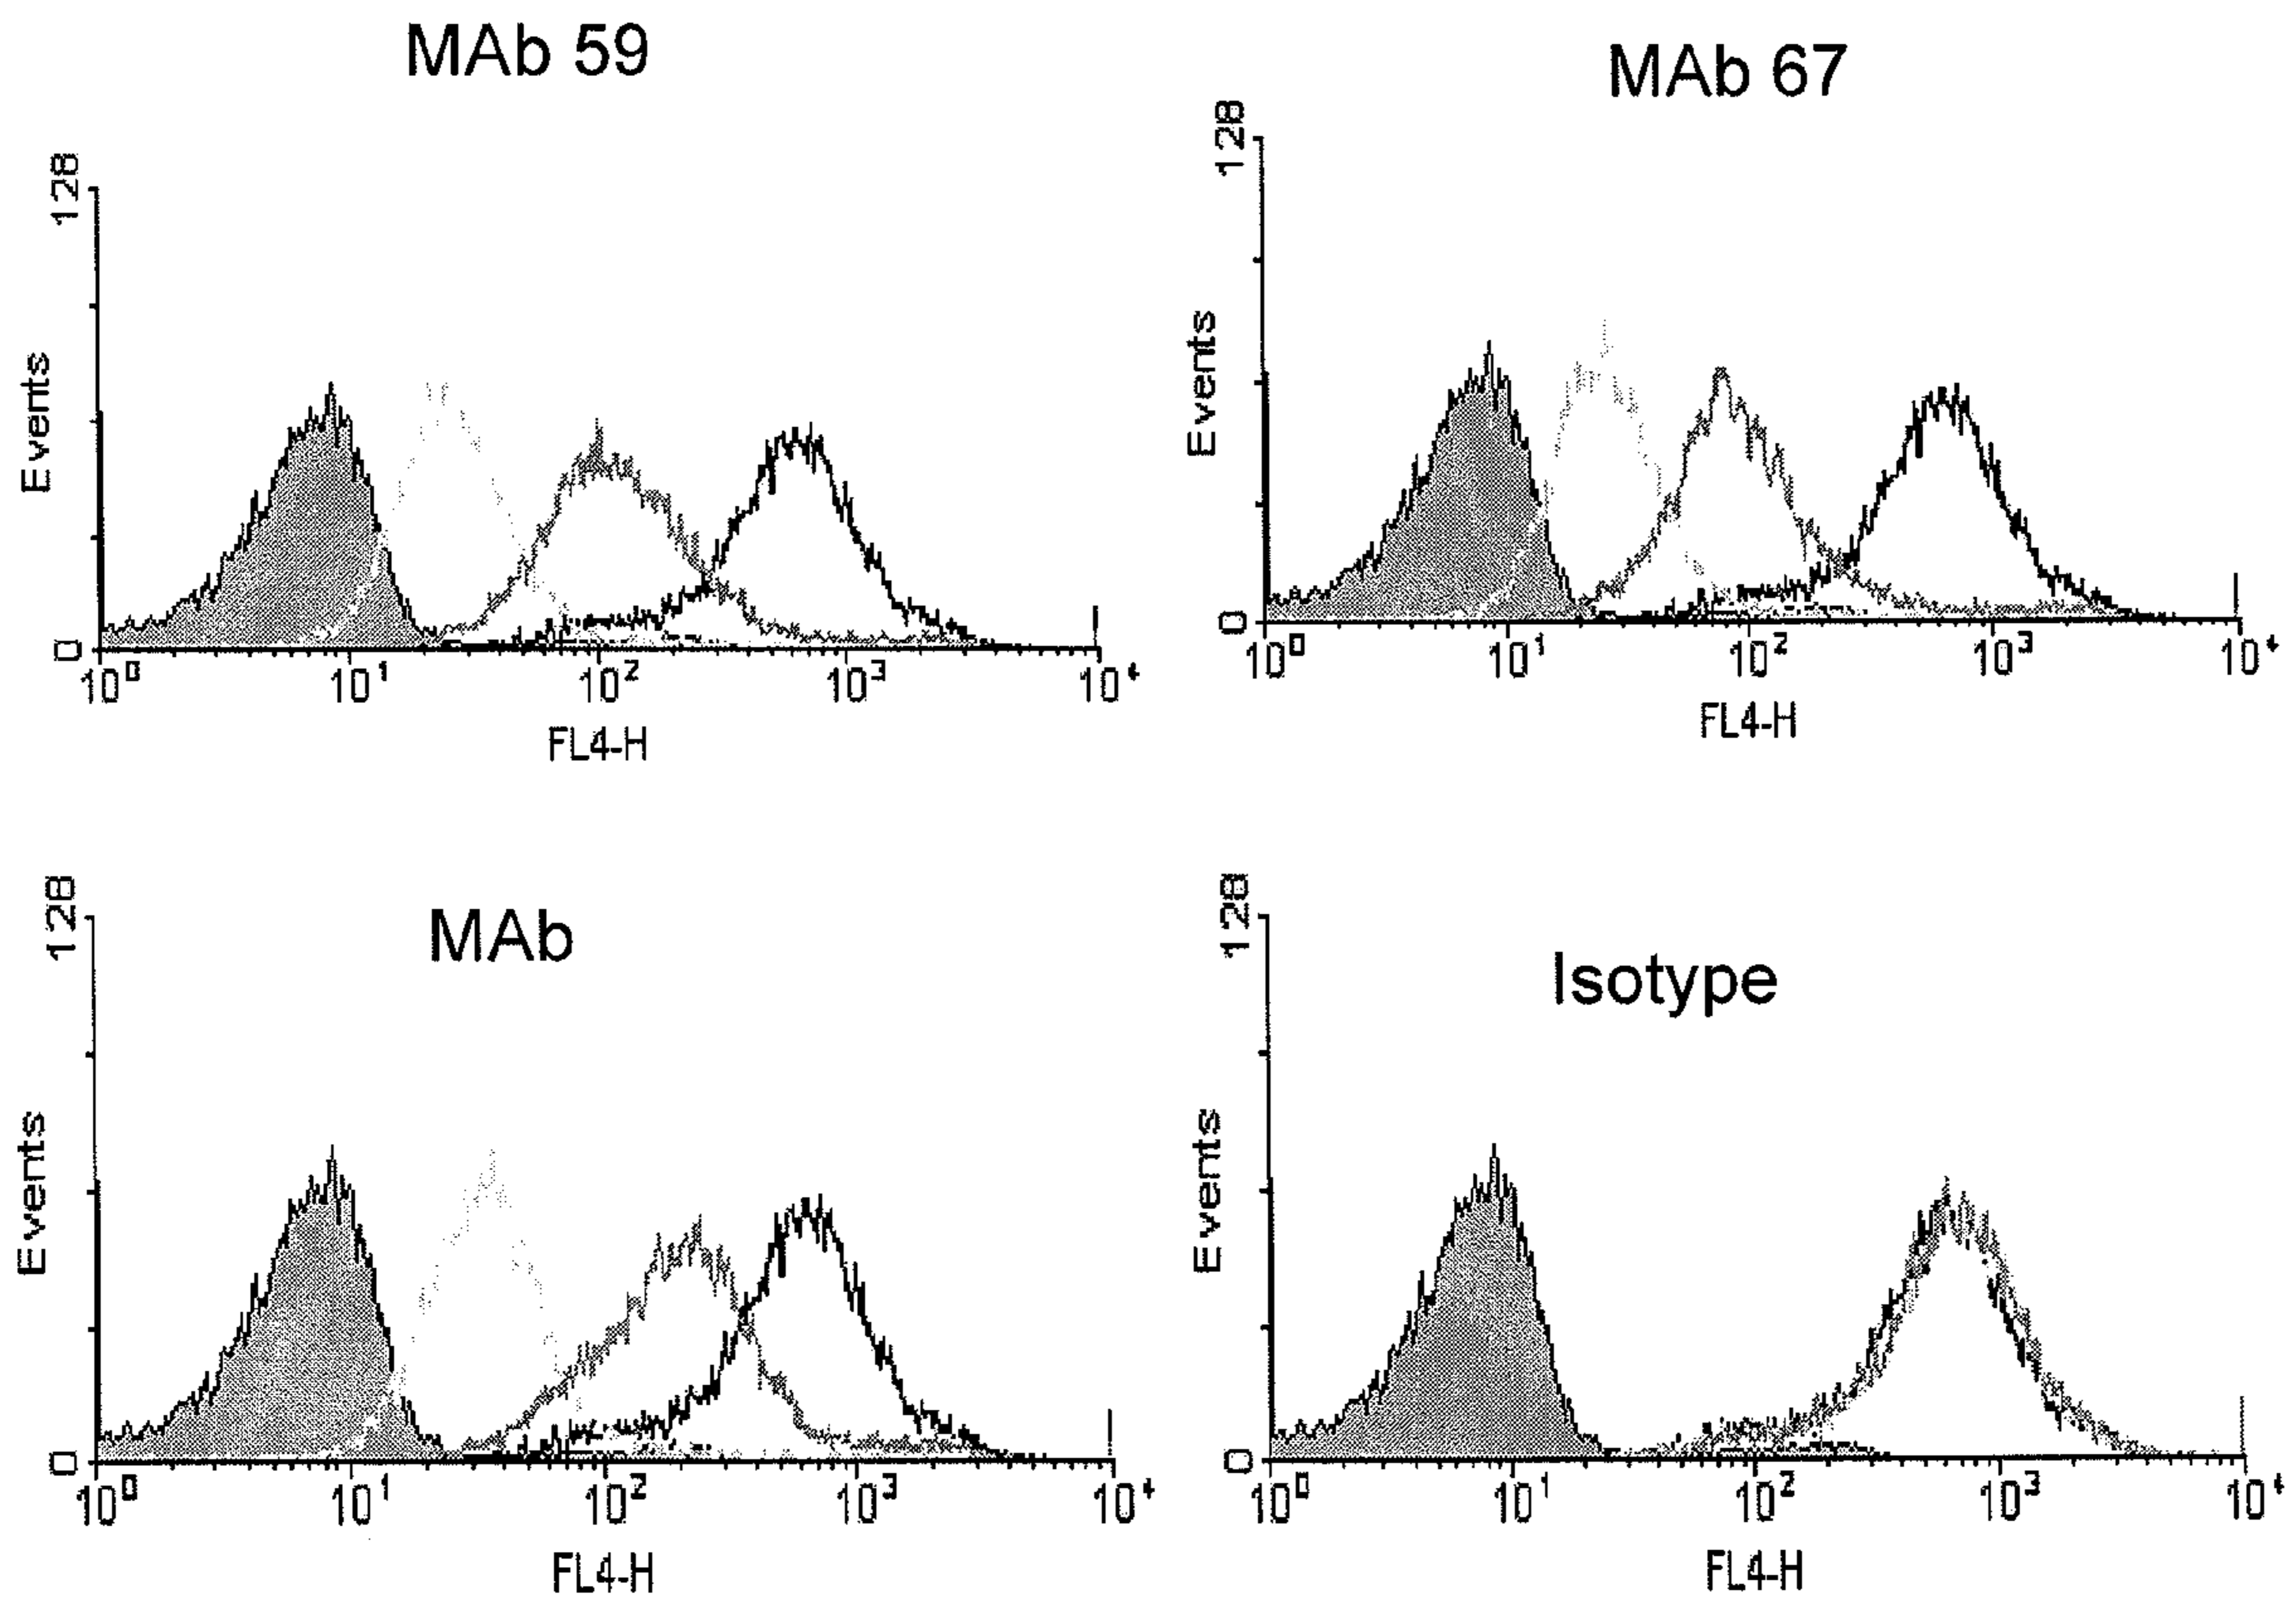 MAb 59
128
Events
0
10⁰ 10¹ 10² 10³ 10⁴
FL4-H
MAb 67
128
Events
0
10⁰ 10¹ 10² 10³ 10⁴
FL4-H
MAb
128
Events
0
10⁰ 10¹ 10² 10³ 10⁴
FL4-H
Isotype
128
Events
0
10⁰ 10¹ 10² 10³ 10⁴
FL4-H